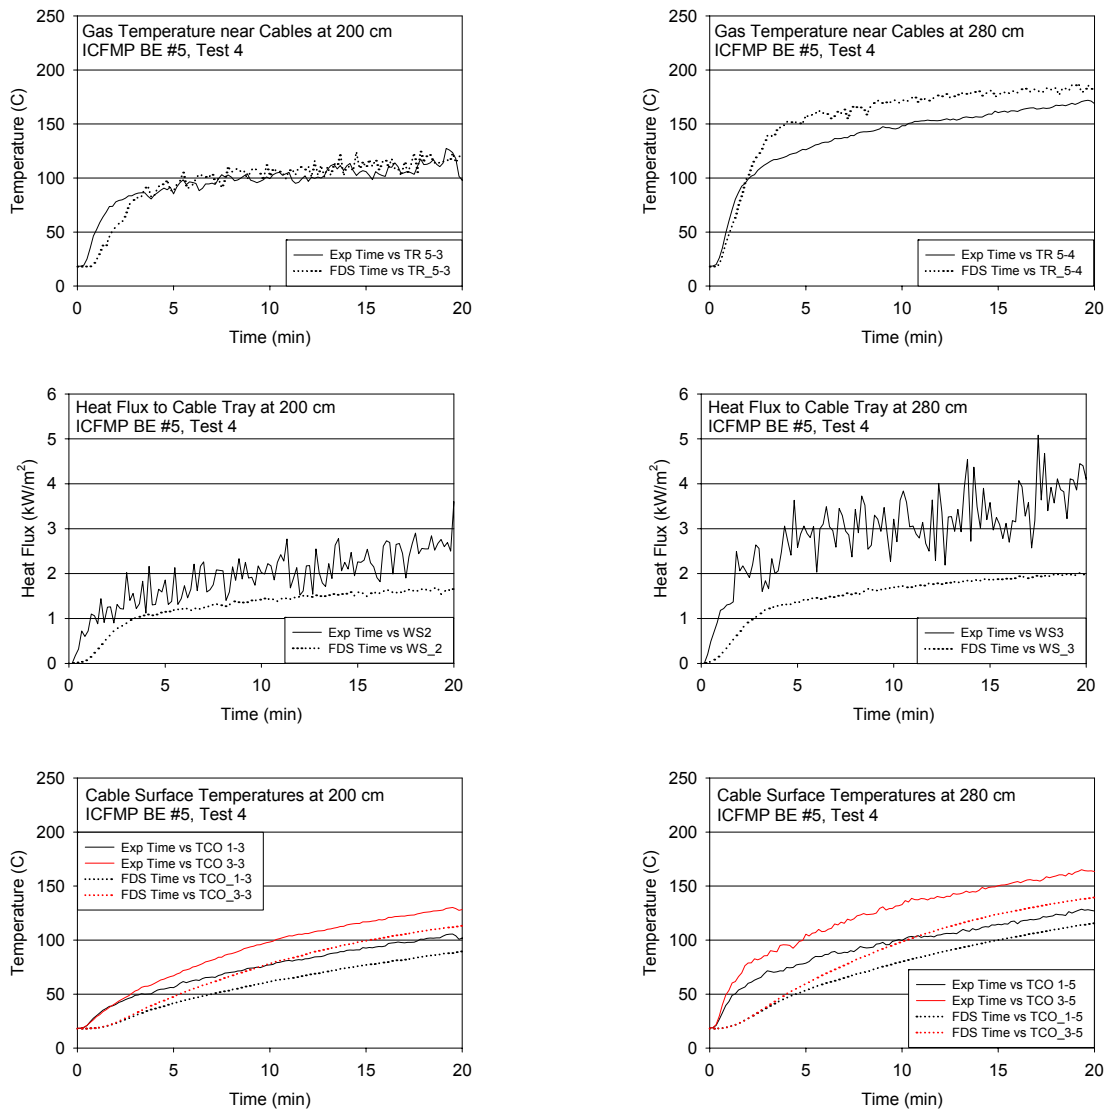 Gas Temperature near Cables at 200 cm
ICFMP BE #5, Test 4
Temperature (C)
250
200
150
100
50
0
Exp Time vs TR 5-3
FDS Time vs TR_5-3
0 5 10 15 20
Time (min)
Gas Temperature near Cables at 280 cm
ICFMP BE #5, Test 4
Temperature (C)
250
200
150
100
50
0
Exp Time vs TR 5-4
FDS Time vs TR_5-4
0 5 10 15 20
Time (min)
Heat Flux to Cable Tray at 200 cm
ICFMP BE #5, Test 4
Heat Flux (kW/m²)
6
5
4
3
2
1
0
Exp Time vs WS2
FDS Time vs WS_2
0 5 10 15 20
Time (min)
Heat Flux to Cable Tray at 280 cm
ICFMP BE #5, Test 4
Heat Flux (kW/m²)
6
5
4
3
2
1
0
Exp Time vs WS3
FDS Time vs WS_3
0 5 10 15 20
Time (min)
Cable Surface Temperatures at 200 cm
ICFMP BE #5, Test 4
Temperature (C)
250
200
150
100
50
0
Exp Time vs TCO 1-3
Exp Time vs TCO 3-3
FDS Time vs TCO_1-3
FDS Time vs TCO_3-3
0 5 10 15 20
Time (min)
Cable Surface Temperatures at 280 cm
ICFMP BE #5, Test 4
Temperature (C)
250
200
150
100
50
0
Exp Time vs TCO 1-5
Exp Time vs TCO 3-5
FDS Time vs TCO_1-5
FDS Time vs TCO_3-5
0 5 10 15 20
Time (min)